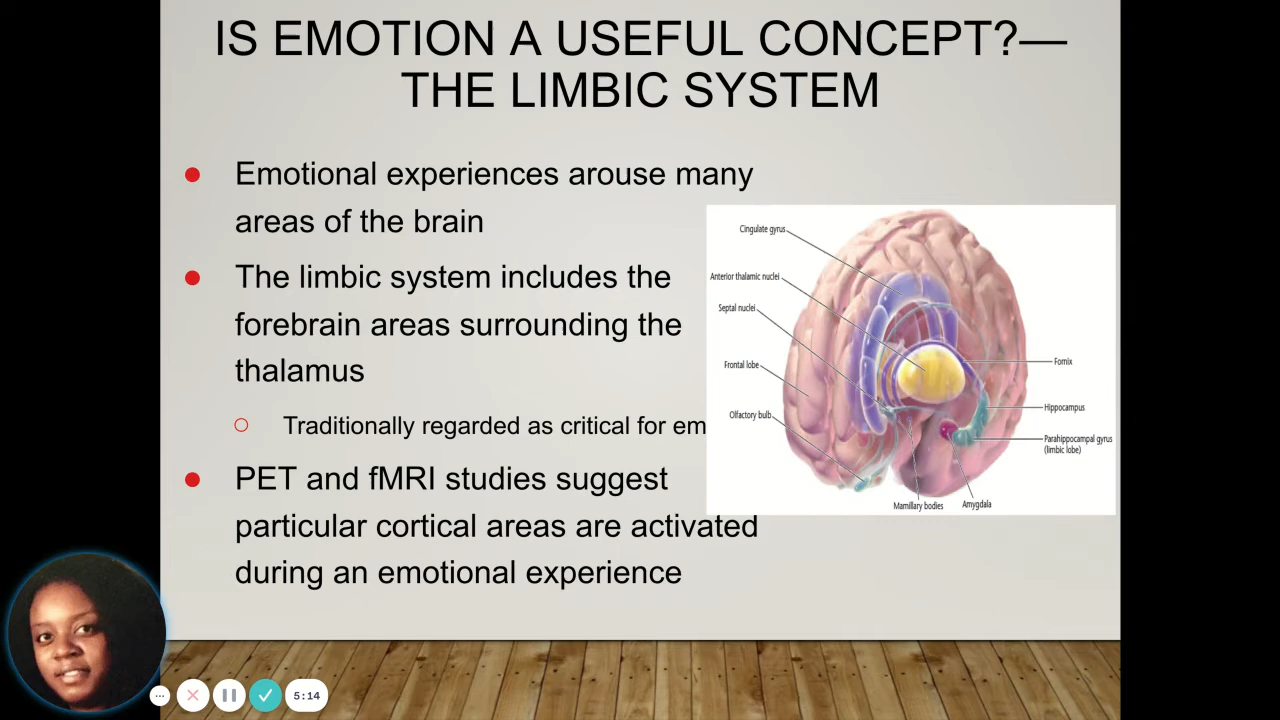 IS EMOTION A USEFUL CONCEPT?—
THE LIMBIC SYSTEM
● Emotional experiences arouse many
areas of the brain
● The limbic system includes the
forebrain areas surrounding the
thalamus
○ Traditionally regarded as critical for em
● PET and fMRI studies suggest
particular cortical areas are activated
during an emotional experience
Cingulate gyrus
Anterior thalamic nuclei
Septal nuclei
Frontal lobe
Olfactory bulb
Fornix
Hippocampus
Parahippocampal gyrus
(limbic lobe)
Mamillary bodies
Amygdala
5:14